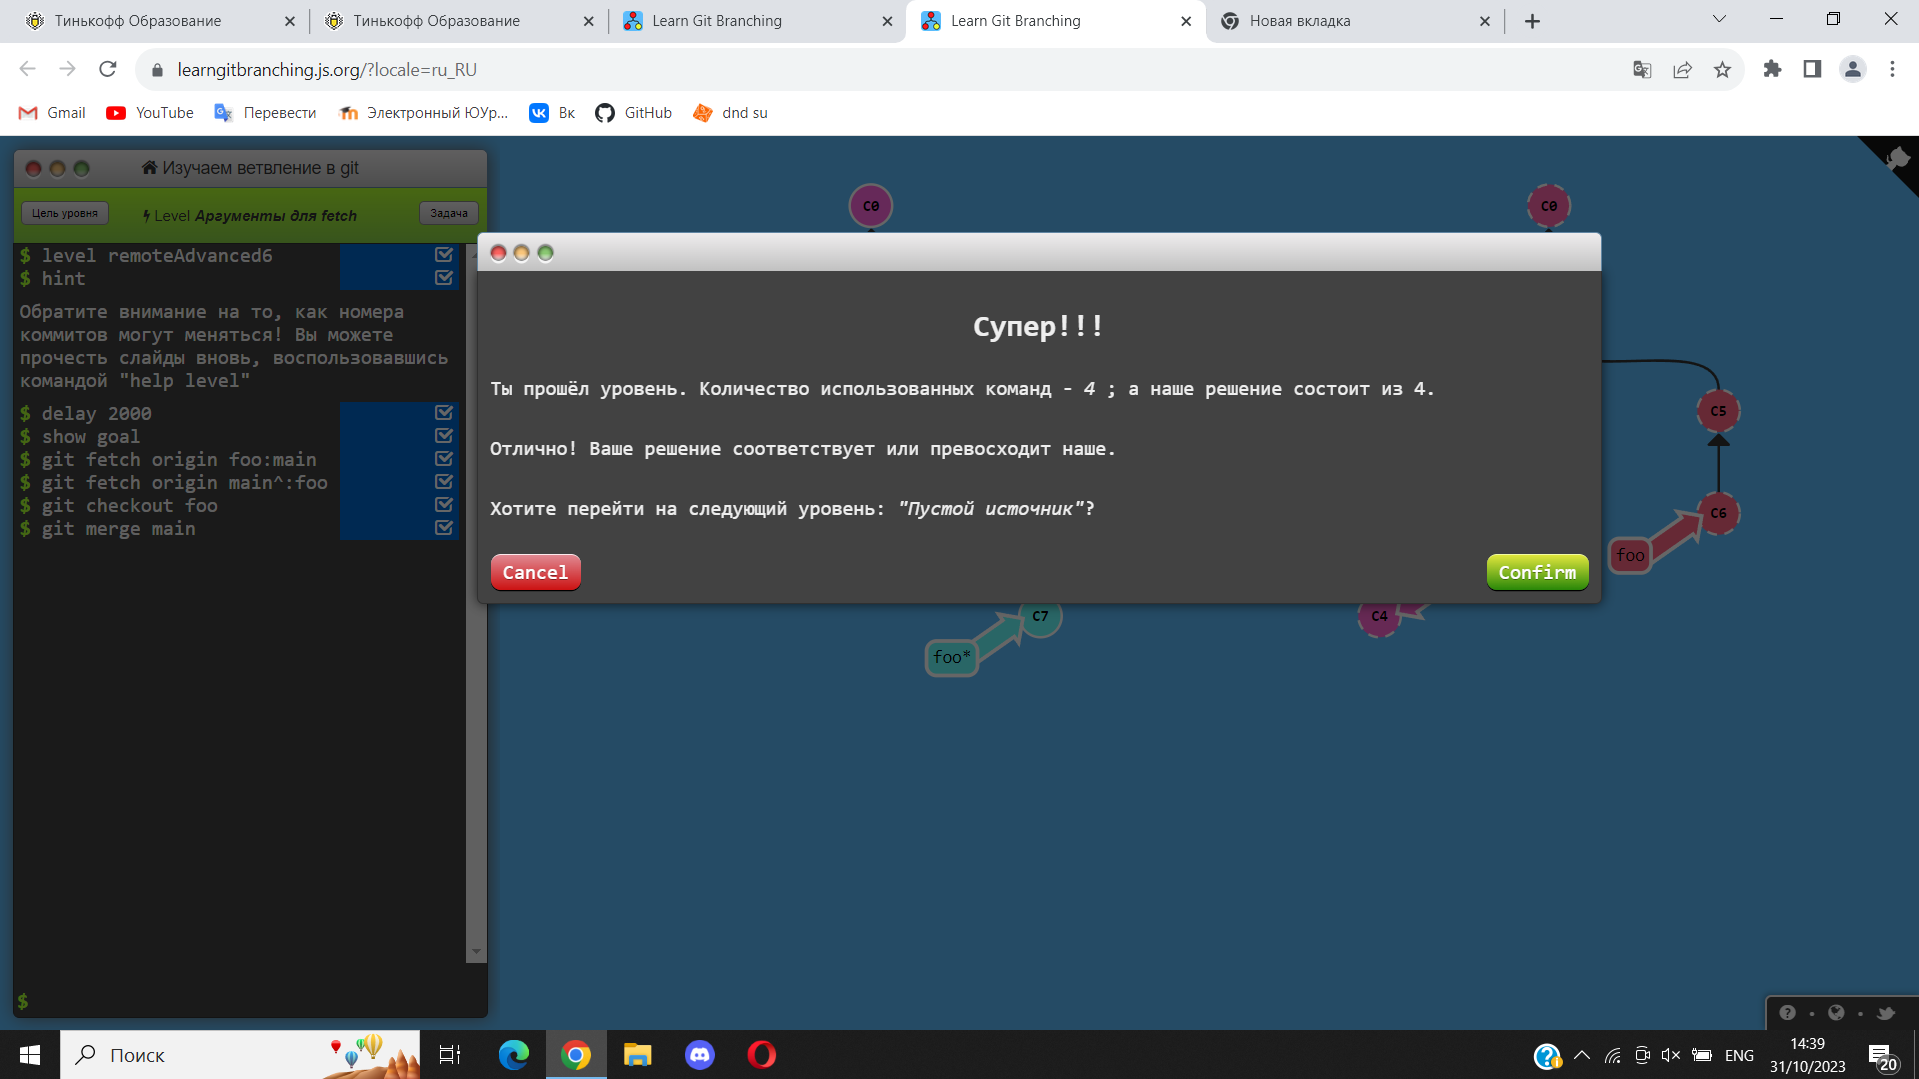 Тинькофф Образование
Тинькофф Образование
Learn Git Branching
Learn Git Branching
Новая вкладка
learngitbranching.js.org/?locale=ru_RU
Gmail
YouTube
Перевести
Электронный ЮУр...
Вк
GitHub
dnd su
Изучаем ветвление в git
Цель уровня
Level Аргументы для fetch
Задача
$ level remoteAdvanced6
$ hint
Обратите внимание на то, как номера
коммитов могут меняться! Вы можете
прочесть слайды вновь, воспользовавшись
командой "help level"
$ delay 2000
$ show goal
$ git fetch origin foo:main
$ git fetch origin main^:foo
$ git checkout foo
$ git merge main
$
C0
C0
Супер!!!
Ты прошёл уровень. Количество использованных команд - 4 ; а наше решение состоит из 4.
Отлично! Ваше решение соответствует или превосходит наше.
Хотите перейти на следующий уровень: "Пустой источник"?
Cancel
Confirm
C5
C6
foo
C7
foo*
C4
Поиск
ENG
14:39
31/10/2023
20